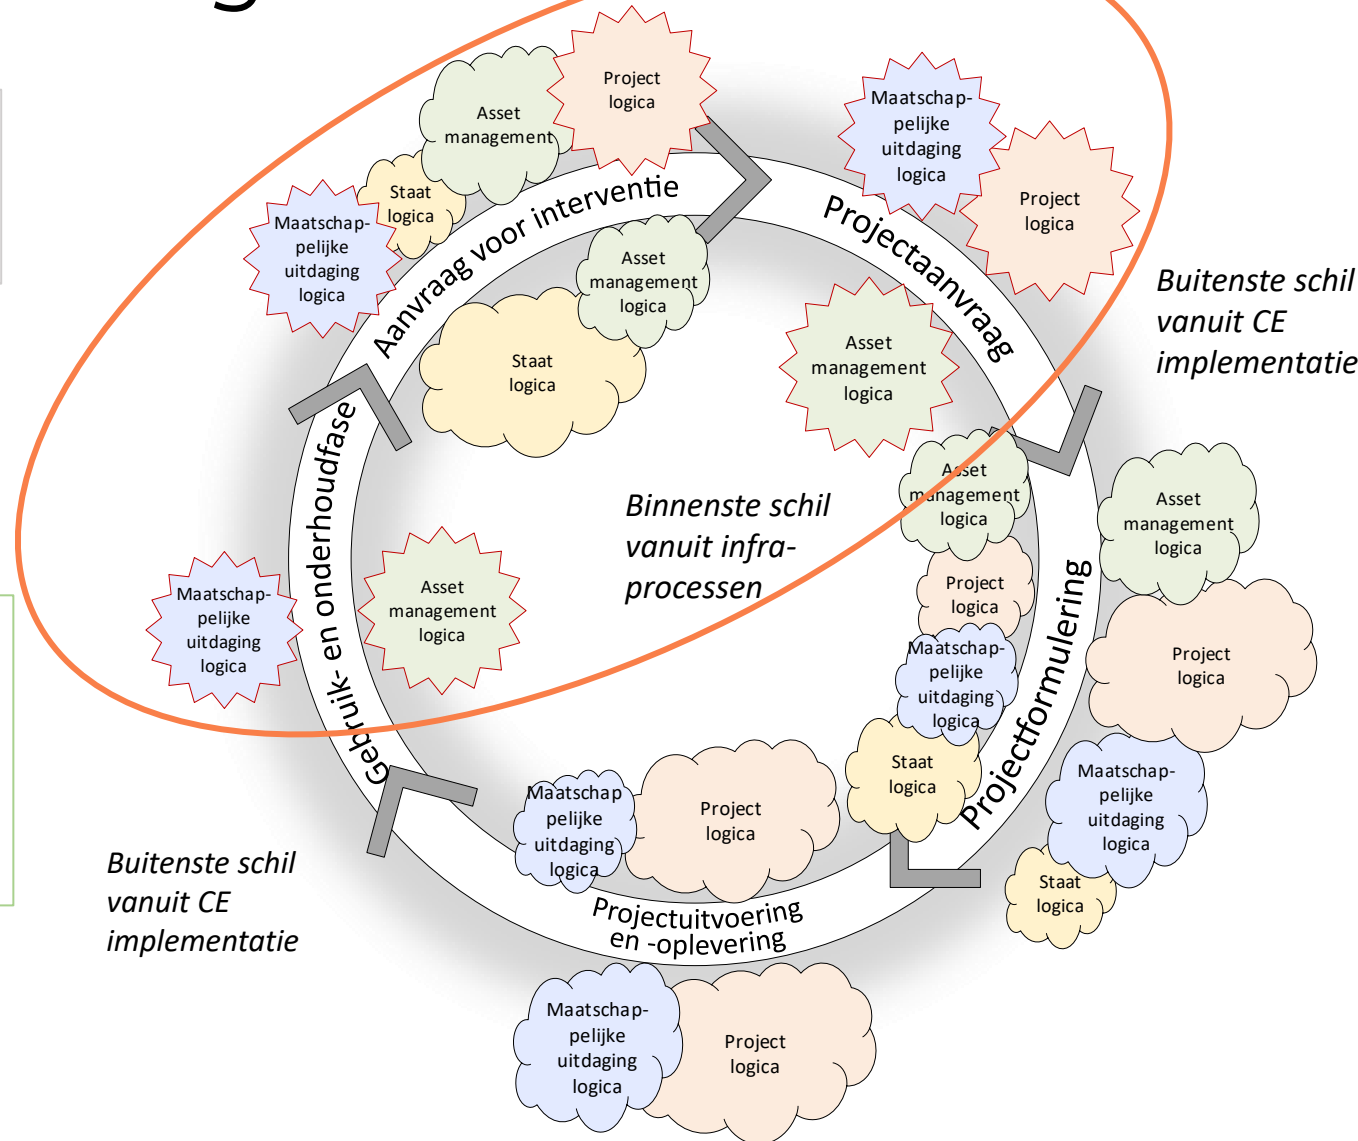 Project
logica
Asset
management
Staat
logica
Maatschap-
pelijke
uitdaging
logica
Maatschap-
pelijke
uitdaging
logica
Project
logica
Aanvraag voor interventie
Projectaanvraag
Asset
management
logica
Staat
logica
Asset
management
logica
Buitenste schil
vanuit CE
implementatie
Gebruik- en onderhoudfase
Binnenste schil
vanuit infra-
processen
Asset
management
logica
Asset
management
logica
Maatschap-
pelijke
uitdaging
logica
Asset
management
logica
Project
logica
Maatschap-
pelijke
uitdaging
logica
Staat
logica
Projectformulering
Project
logica
Maatschap-
pelijke
uitdaging
logica
Staat
logica
Maatschap
pelijke
uitdaging
logica
Project
logica
Buitenste schil
vanuit CE
implementatie
Projectuitvoering
en -oplevering
Maatschap-
pelijke
uitdaging
logica
Project
logica